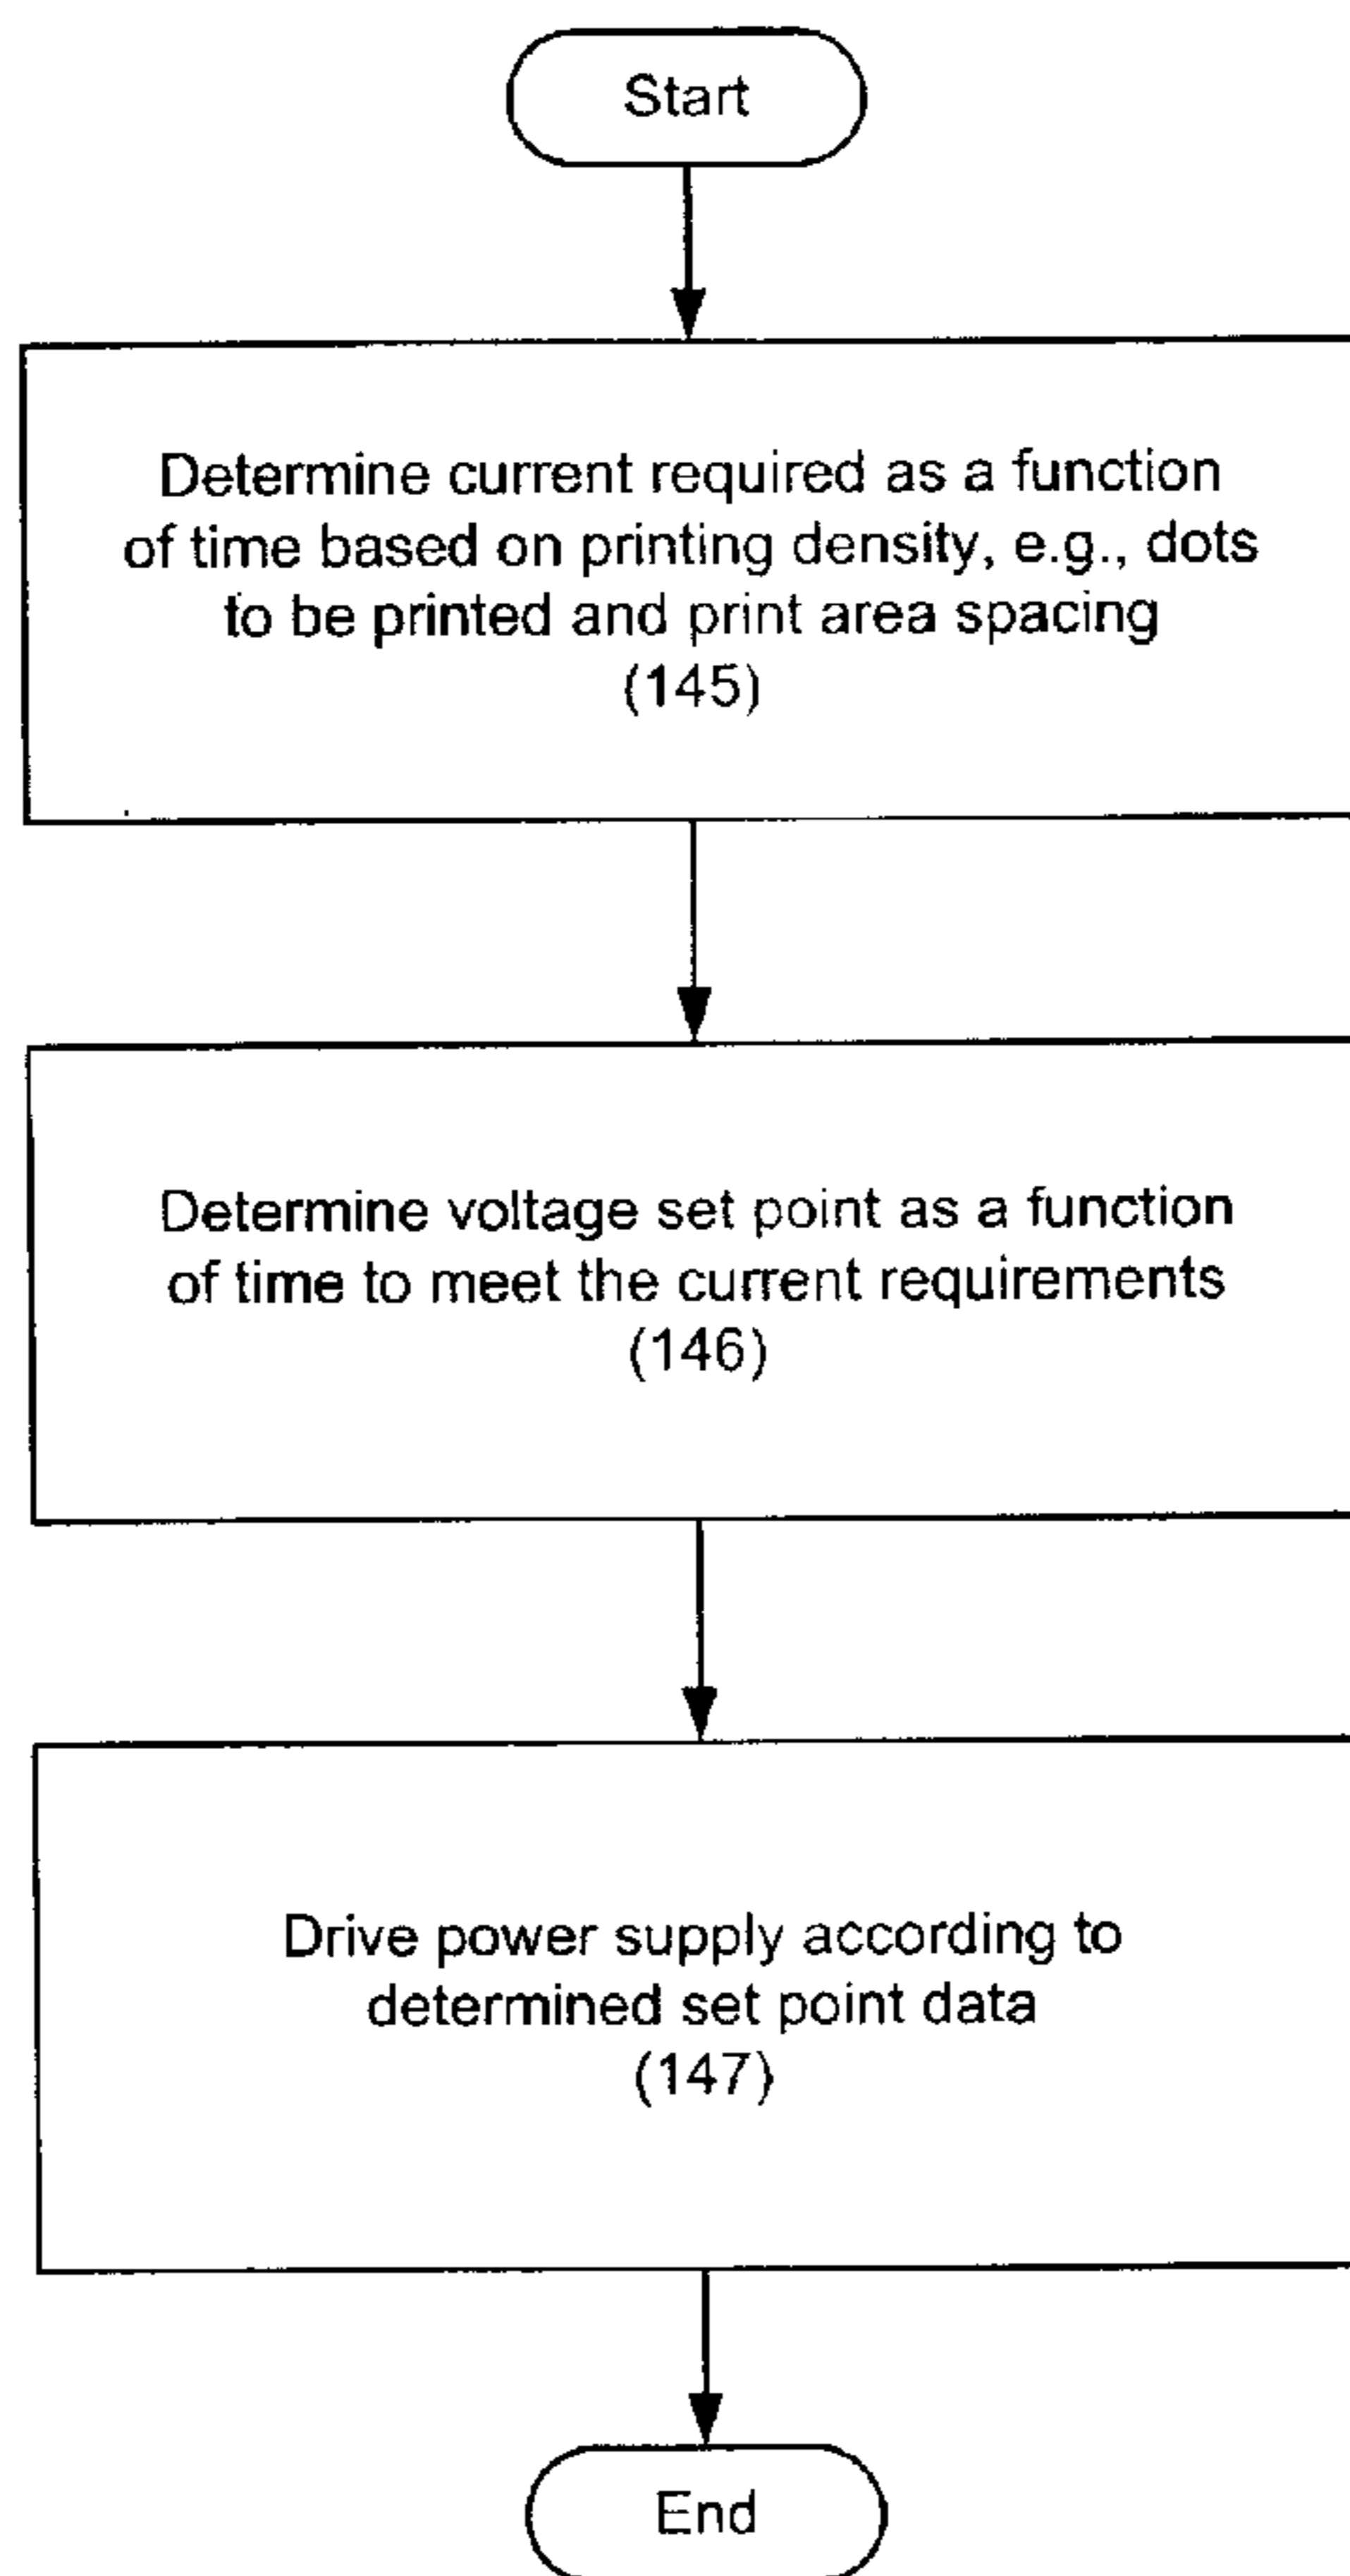 Start
Determine current required as a function
of time based on printing density, e.g., dots
to be printed and print area spacing
(145)
Determine voltage set point as a function
of time to meet the current requirements
(146)
Drive power supply according to
determined set point data
(147)
End